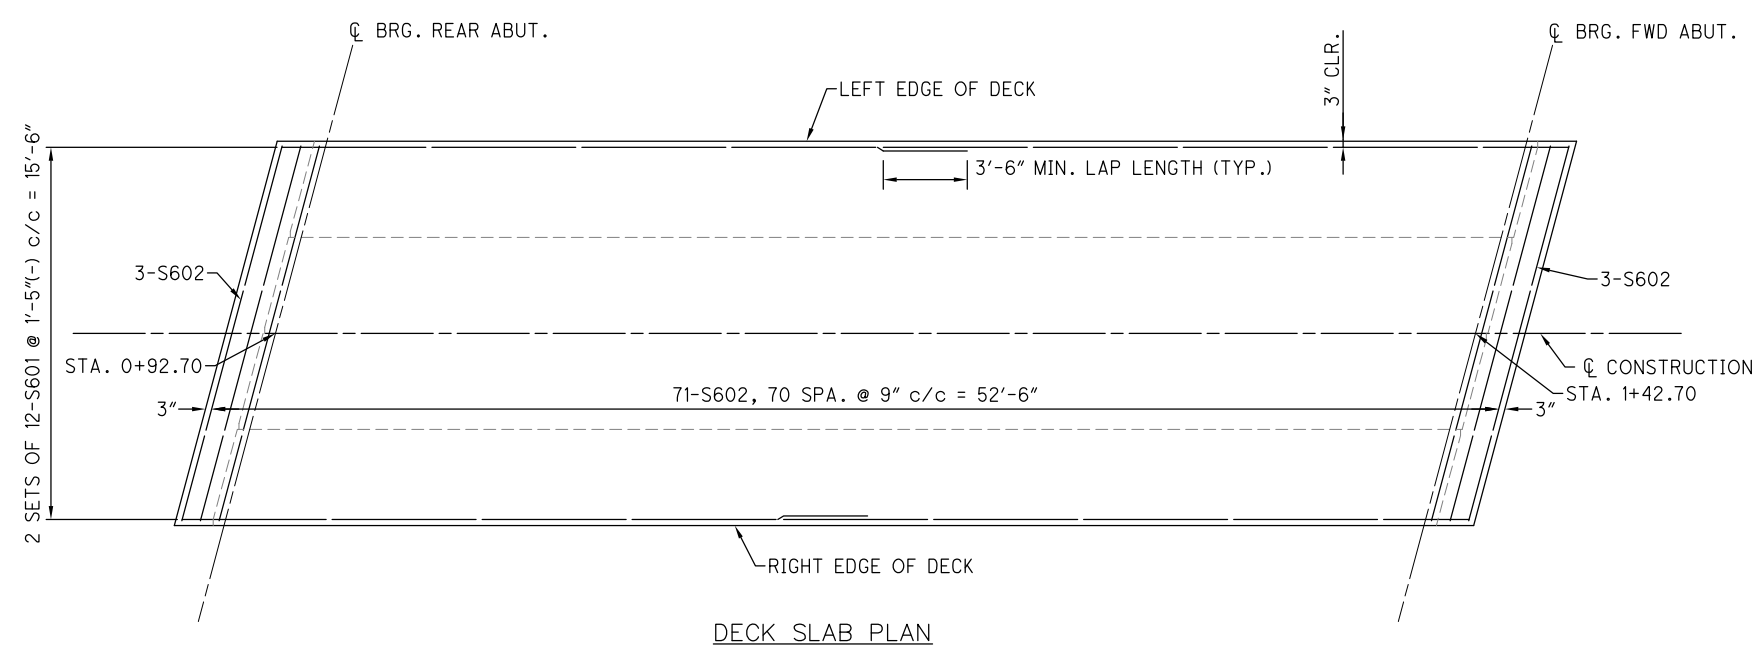 ℄ BRG. REAR ABUT.
℄ BRG. FWD ABUT.
3" CLR.
LEFT EDGE OF DECK
3'-6" MIN. LAP LENGTH (TYP.)
2 SETS OF 12-S601 @ 1'-5"(-) c/c = 15'-6"
3-S602
3-S602
STA. 0+92.70
℄ CONSTRUCTION
71-S602, 70 SPA. @ 9" c/c = 52'-6"
STA. 1+42.70
3"
3"
RIGHT EDGE OF DECK
DECK SLAB PLAN